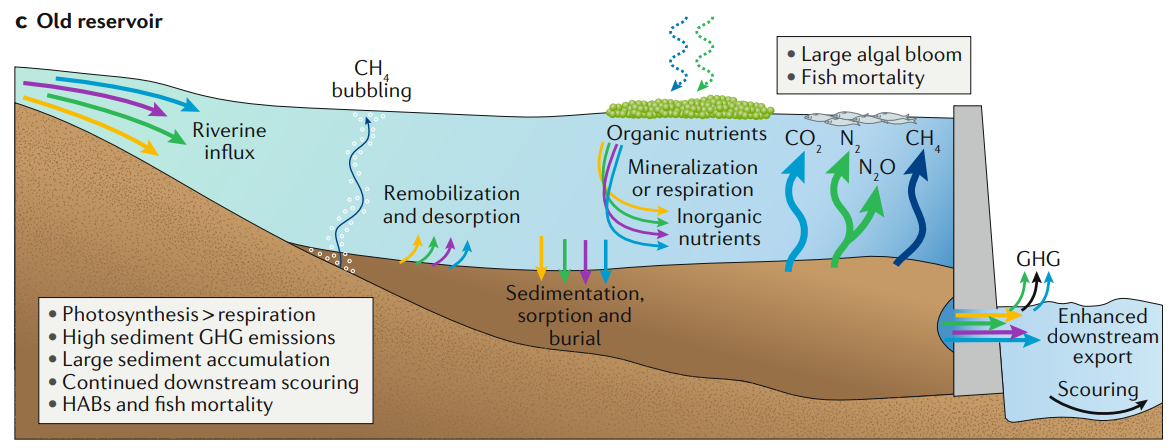 c Old reservoir
• Large algal bloom
• Fish mortality
CH₄
bubbling
Riverine
influx
Organic nutrients
CO₂
N₂
CH₄
N₂O
Mineralization
or respiration
Remobilization
and desorption
Inorganic
nutrients
GHG
Sedimentation,
sorption and
burial
• Photosynthesis > respiration
• High sediment GHG emissions
• Large sediment accumulation
• Continued downstream scouring
• HABs and fish mortality
Enhanced
downstream
export
Scouring